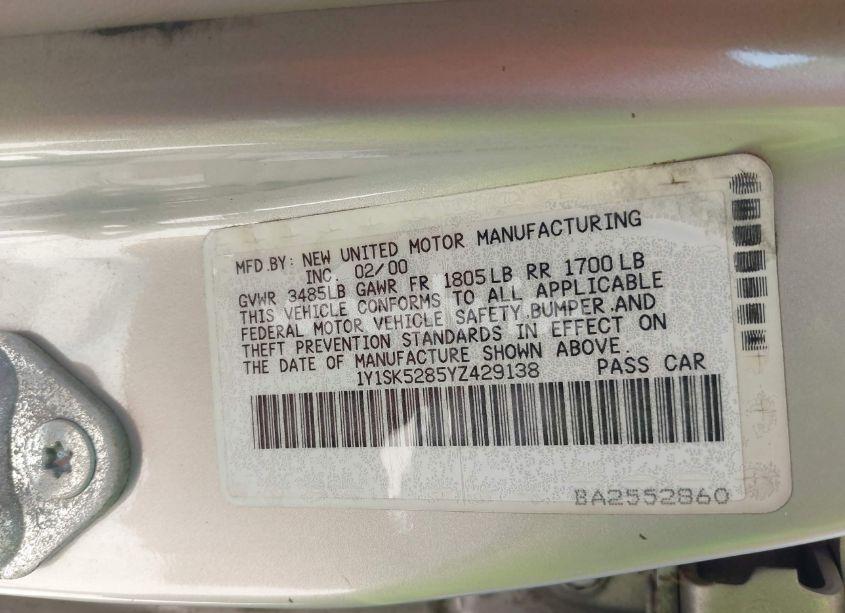 MFD.BY: NEW UNITED MOTOR MANUFACTURING
INC. 02/00
GVWR 3485LB GAWR FR 1805LB RR 1700LB
THIS VEHICLE CONFORMS TO ALL APPLICABLE
FEDERAL MOTOR VEHICLE SAFETY,BUMPER,AND
THEFT PREVENTION STANDARDS IN EFFECT ON
THE DATE OF MANUFACTURE SHOWN ABOVE.
1Y1SK5285YZ429138 PASS CAR
BA2552860